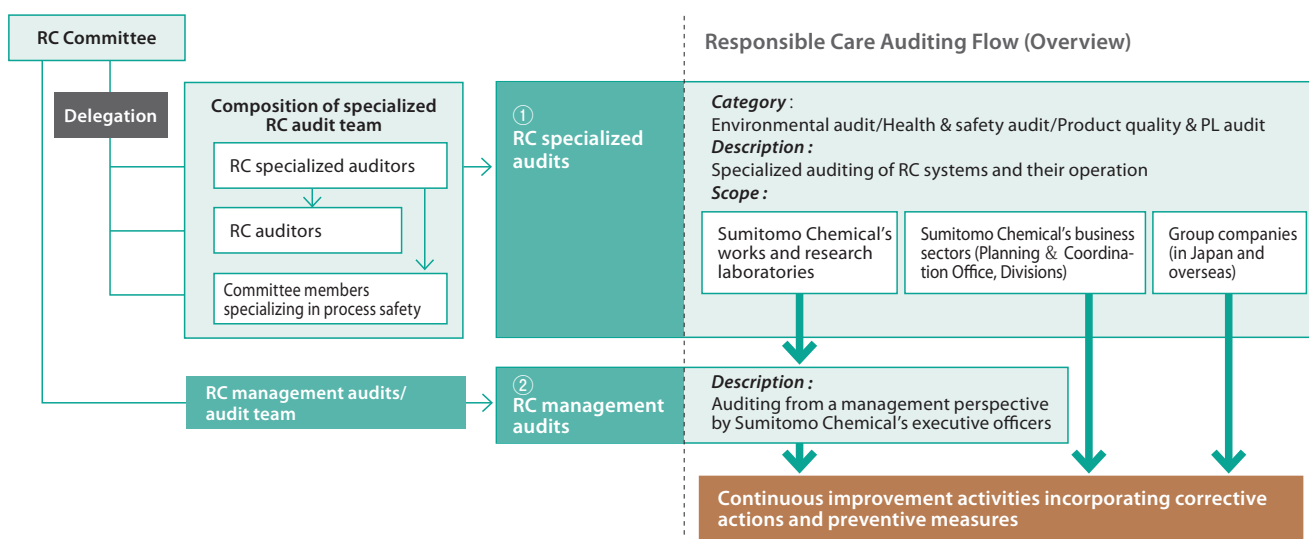 RC Committee
Responsible Care Auditing Flow (Overview)
Delegation
Composition of specialized
RC audit team
RC specialized auditors
RC auditors
Committee members
specializing in process safety
①
RC specialized
audits
Category :
Environmental audit/Health & safety audit/Product quality & PL audit
Description :
Specialized auditing of RC systems and their operation
Scope :
Sumitomo Chemical's
works and research
laboratories
Sumitomo Chemical's business
sectors (Planning & Coordina-
tion Office, Divisions)
Group companies
(in Japan and
overseas)
RC management audits/
audit team
②
RC management
audits
Description :
Auditing from a management perspective
by Sumitomo Chemical's executive officers
Continuous improvement activities incorporating corrective
actions and preventive measures